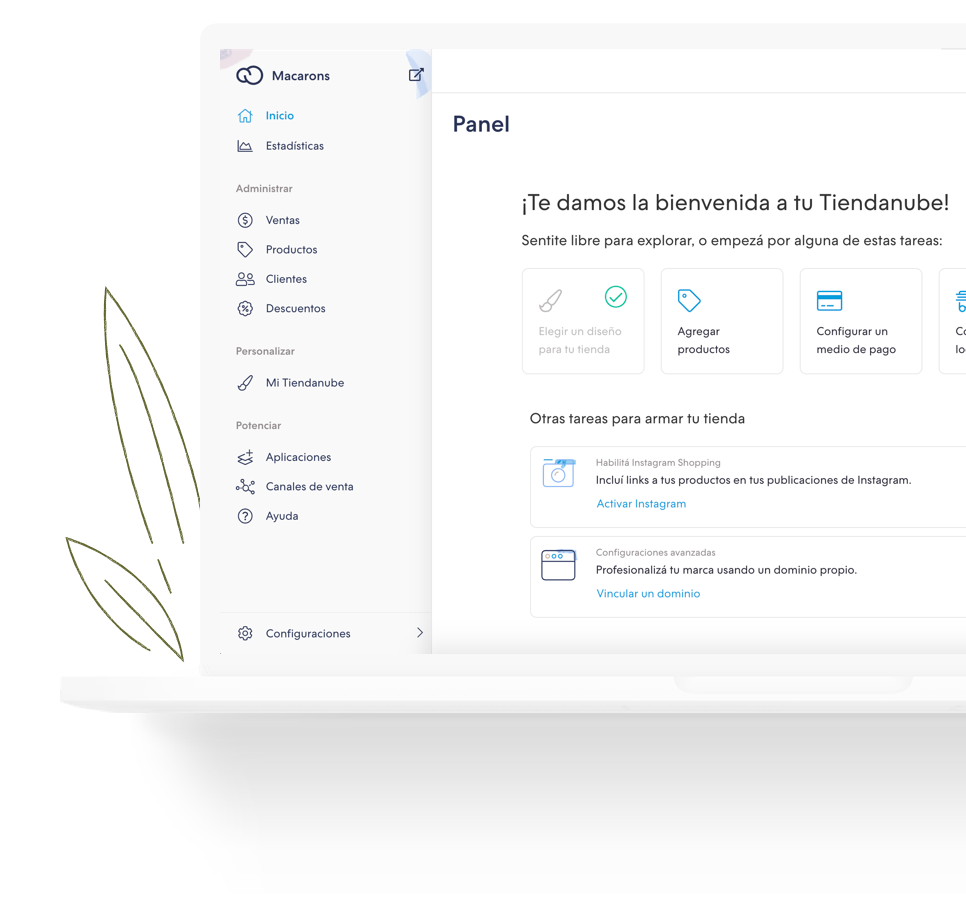 Macarons
Inicio
Estadísticas
Administrar
Ventas
Productos
Clientes
Descuentos
Personalizar
Mi Tiendanube
Potenciar
Aplicaciones
Canales de venta
Ayuda
Configuraciones
Panel
¡Te damos la bienvenida a tu Tiendanube!
Sentite libre para explorar, o empezá por alguna de estas tareas:
Elegir un diseño
para tu tienda
Agregar
productos
Configurar un
medio de pago
Otras tareas para armar tu tienda
Habilitá Instagram Shopping
Incluí links a tus productos en tus publicaciones de Instagram.
Activar Instagram
Configuraciones avanzadas
Profesionalizá tu marca usando un dominio propio.
Vincular un dominio